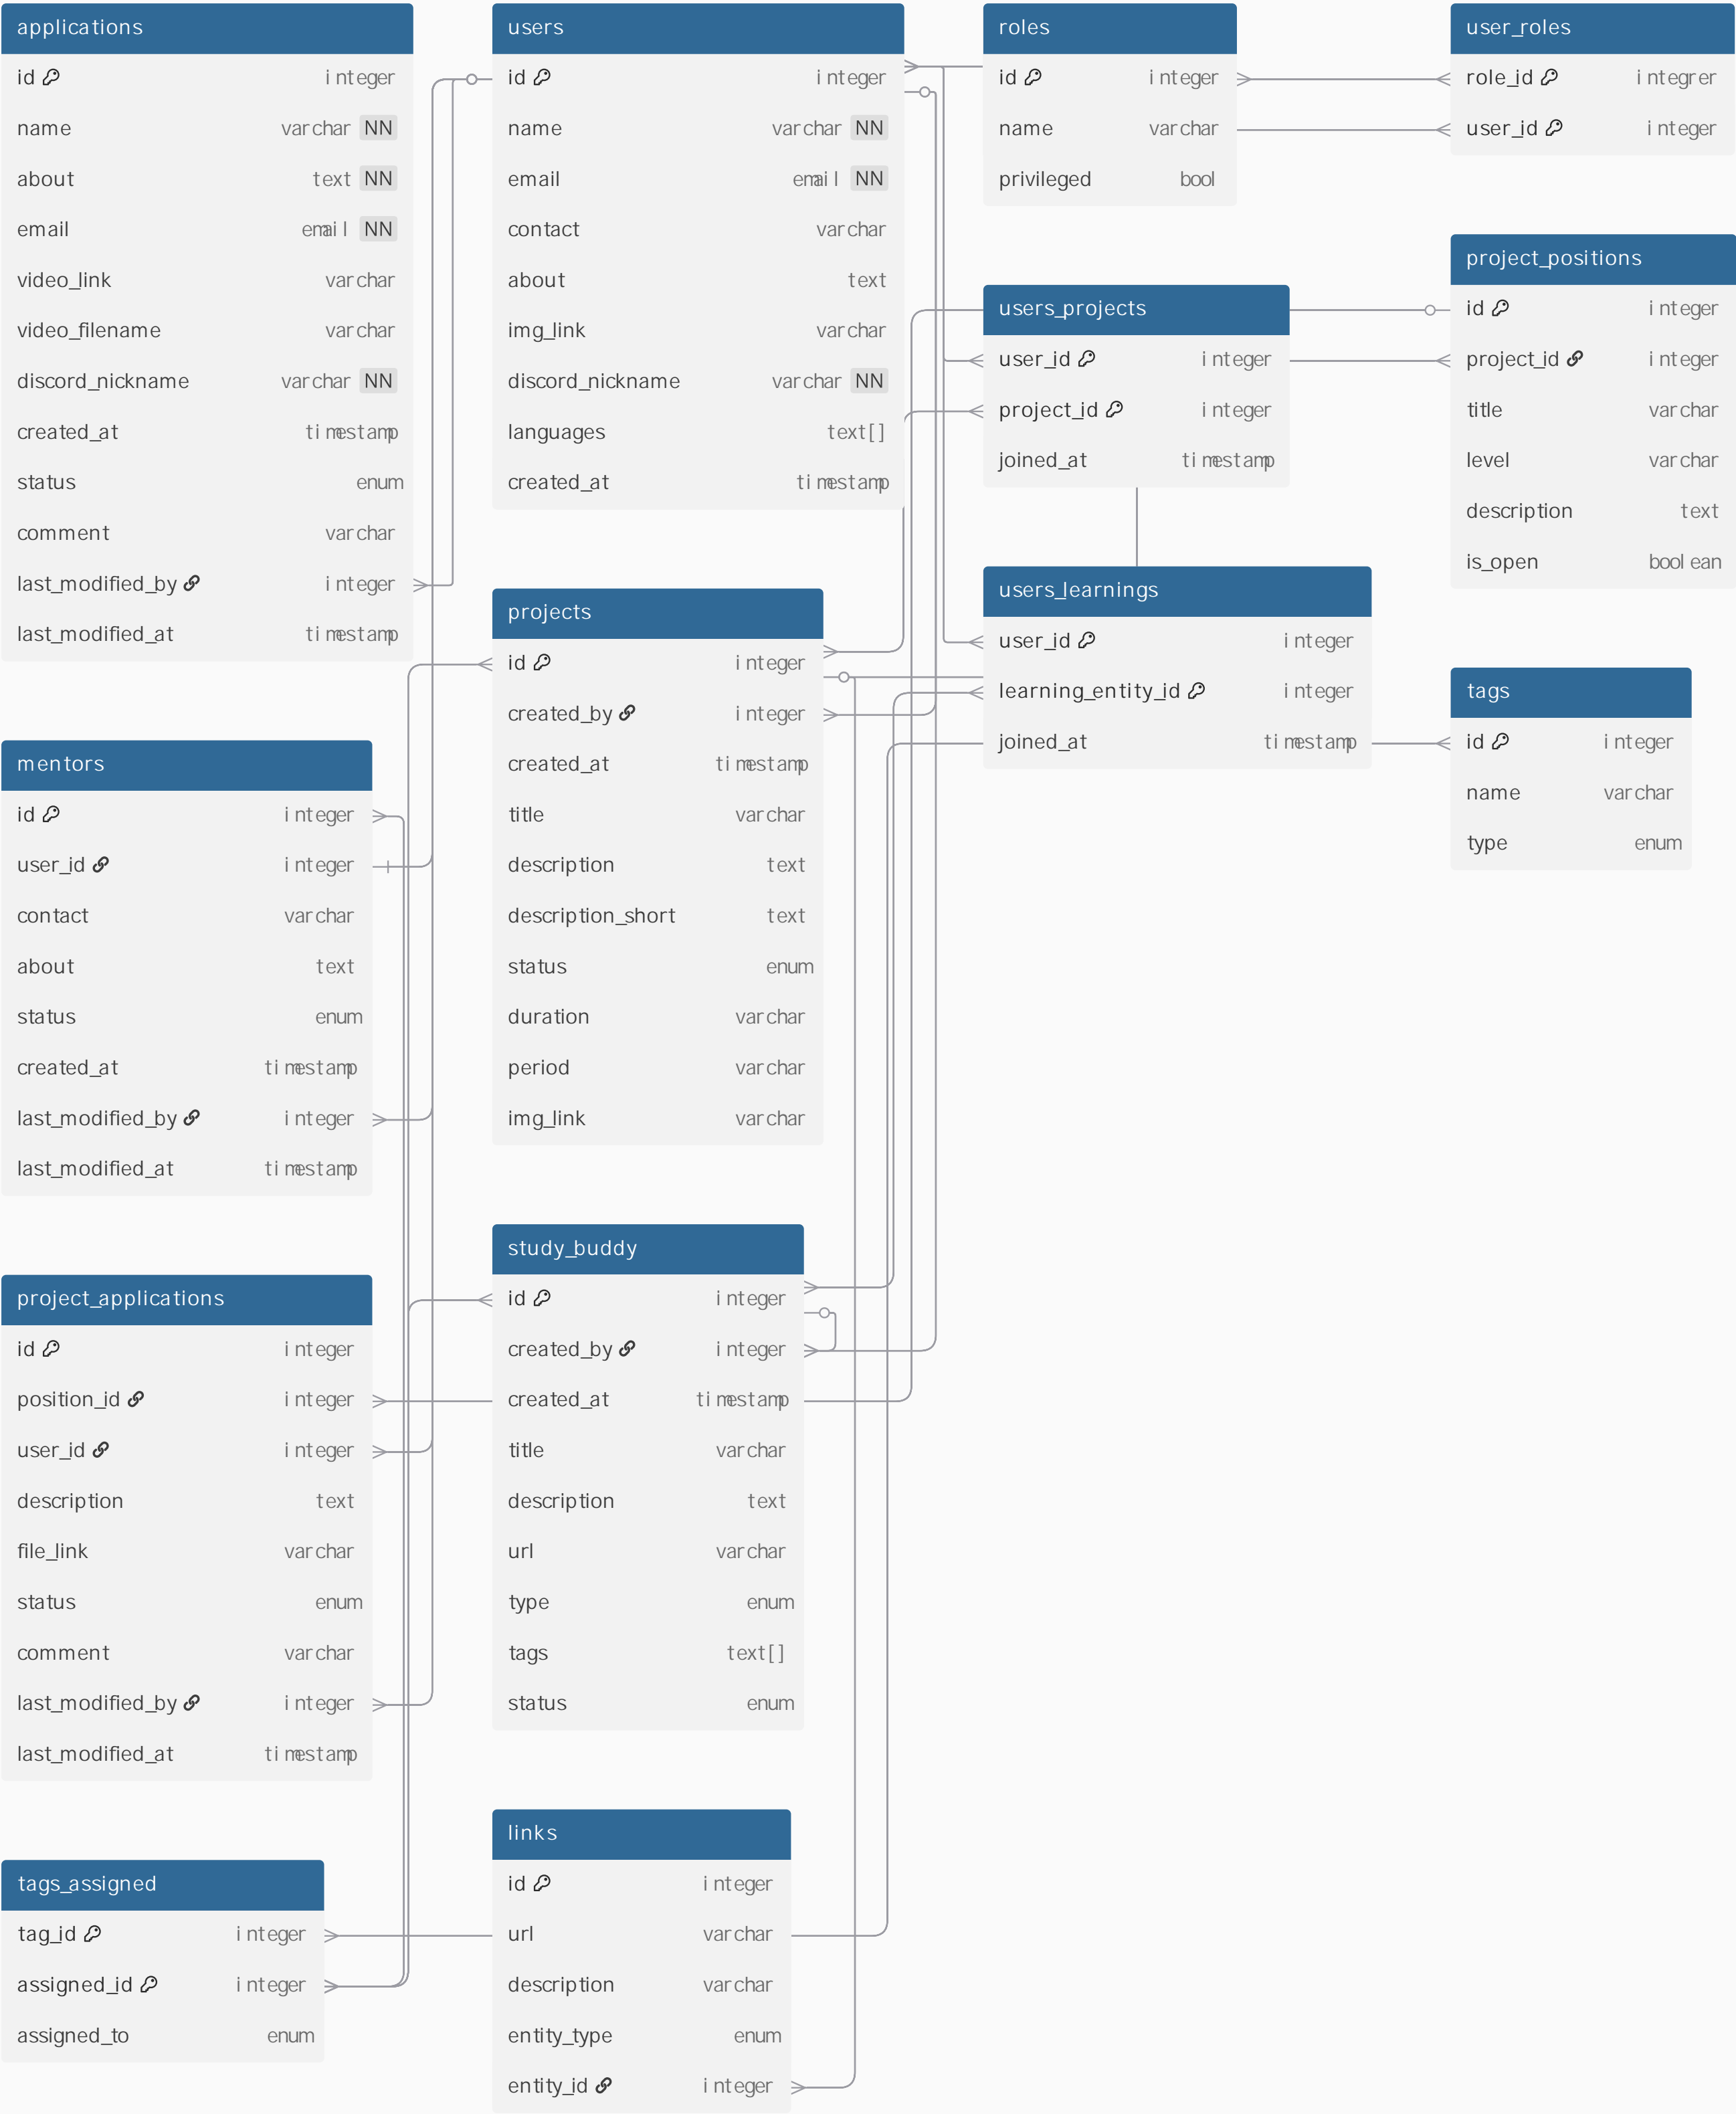 applications
id integer
name varchar NN
about text NN
email email NN
video_link varchar
video_filename varchar
discord_nickname varchar NN
created_at timestamp
status enum
comment varchar
last_modified_by integer
last_modified_at timestamp
mentors
id integer
user_id integer
contact varchar
about text
status enum
created_at timestamp
last_modified_by integer
last_modified_at timestamp
project_applications
id integer
position_id integer
user_id integer
description text
file_link varchar
status enum
comment varchar
last_modified_by integer
last_modified_at timestamp
tags_assigned
tag_id integer
assigned_id integer
assigned_to enum
users
id integer
name varchar NN
email email NN
contact varchar
about text
img_link varchar
discord_nickname varchar NN
languages text[]
created_at timestamp
projects
id integer
created_by integer
created_at timestamp
title varchar
description text
description_short text
status enum
duration varchar
period varchar
img_link varchar
study_buddy
id integer
created_by integer
created_at timestamp
title varchar
description text
url varchar
type enum
tags text[]
status enum
links
id integer
url varchar
description varchar
entity_type enum
entity_id integer
roles
id integer
name varchar
privileged bool
users_projects
user_id integer
project_id integer
joined_at timestamp
users_learnings
user_id integer
learning_entity_id integer
joined_at timestamp
user_roles
role_id integrer
user_id integer
project_positions
id integer
project_id integer
title varchar
level varchar
description text
is_open boolean
tags
id integer
name varchar
type enum